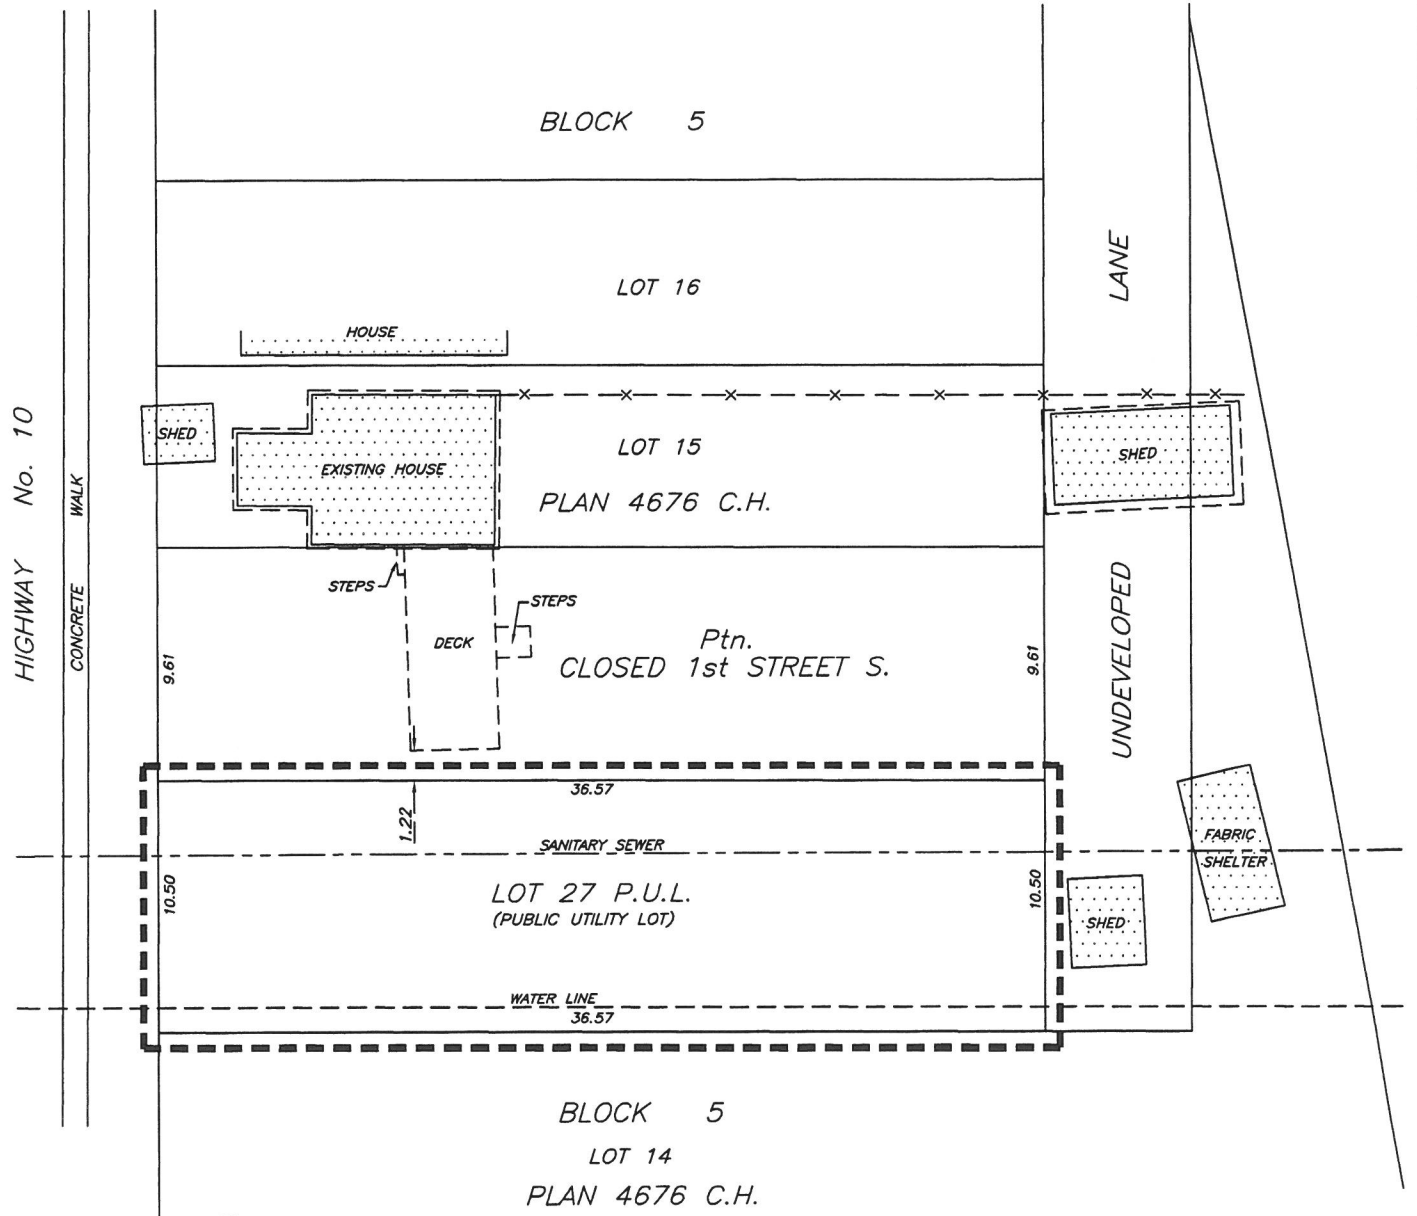 BLOCK 5
LOT 16
LANE
HOUSE
HIGHWAY No. 10
CONCRETE WALK
SHED
EXISTING HOUSE
LOT 15
PLAN 4676 C.H.
SHED
STEPS
STEPS
DECK
Ptn.
CLOSED 1st STREET S.
9.61
9.61
UNDEVELOPED
36.57
1.22
SANITARY SEWER
10.50
LOT 27 P.U.L.
(PUBLIC UTILITY LOT)
10.50
FABRIC
SHELTER
SHED
WATER LINE
36.57
BLOCK 5
LOT 14
PLAN 4676 C.H.